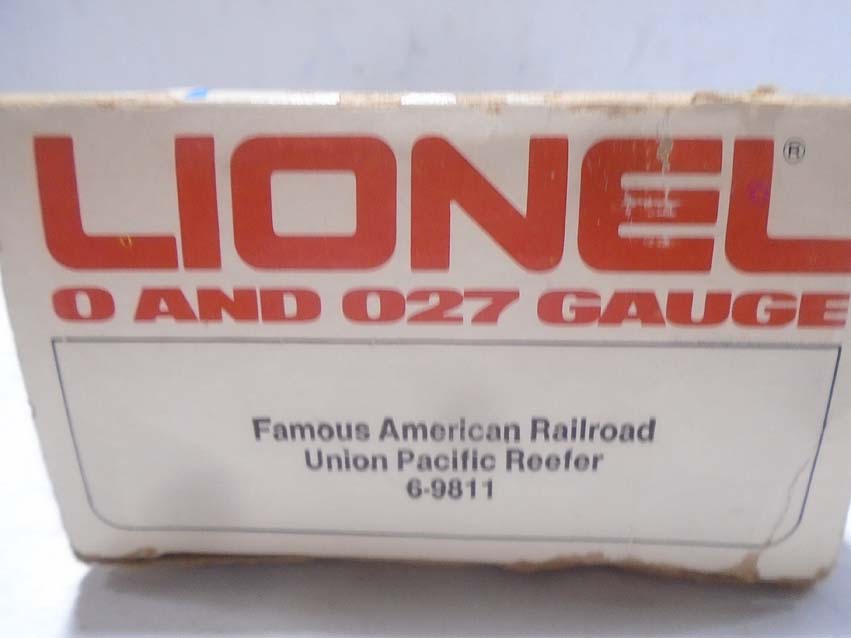 LIONEL®
O AND O27 GAUGE
Famous American Railroad
Union Pacific Reefer
6-9811